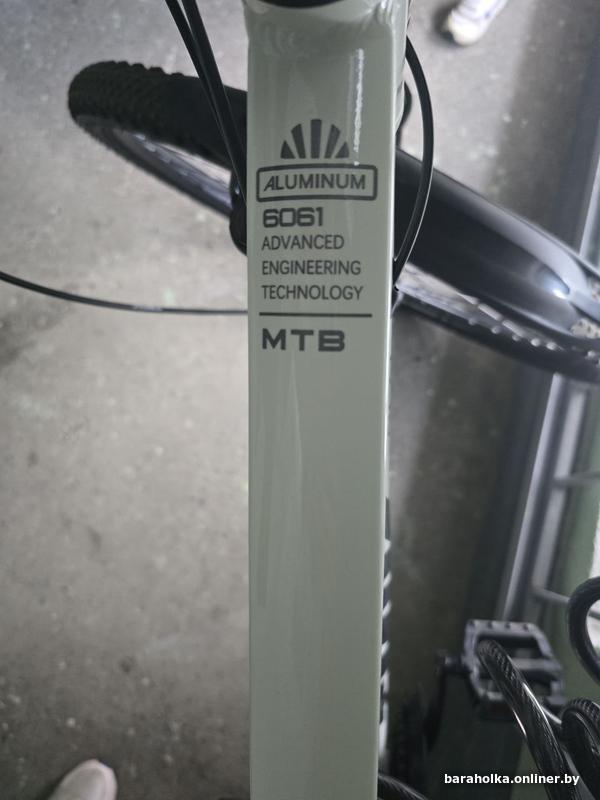 ALUMINUM
6061
ADVANCED
ENGINEERING
TECHNOLOGY
MTB
baraholka.onliner.by